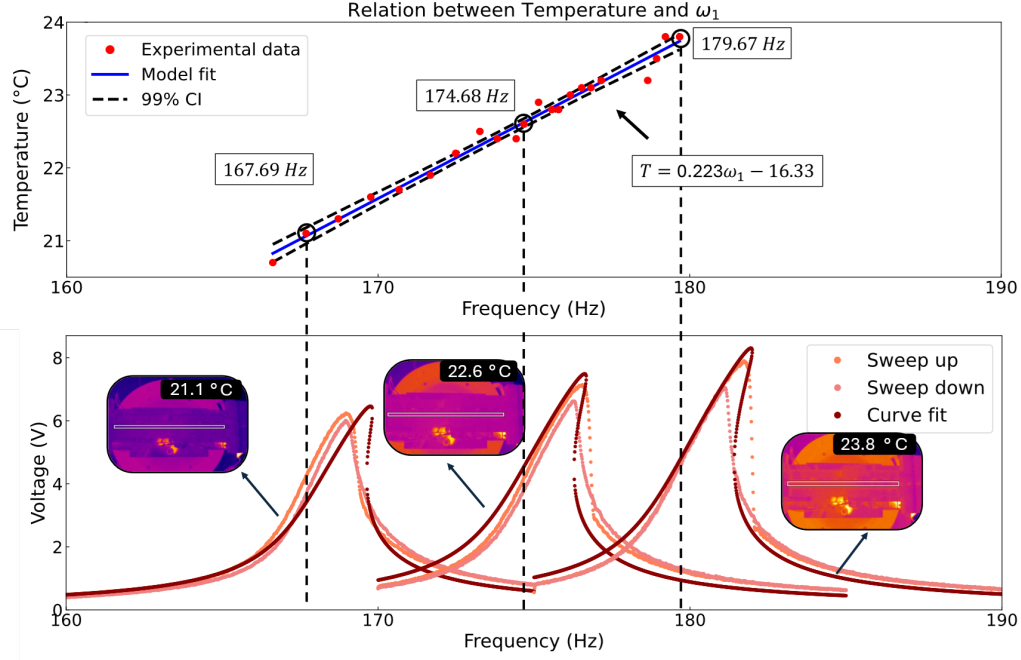 Relation between Temperature and ω₁
24
23
22
21
Temperature (°C)
Experimental data
Model fit
99% CI
167.69 Hz
174.68 Hz
179.67 Hz
T = 0.223ω₁ − 16.33
160
170
180
190
Frequency (Hz)
8
6
4
2
0
Voltage (V)
21.1 °C
22.6 °C
23.8 °C
Sweep up
Sweep down
Curve fit
160
170
180
190
Frequency (Hz)